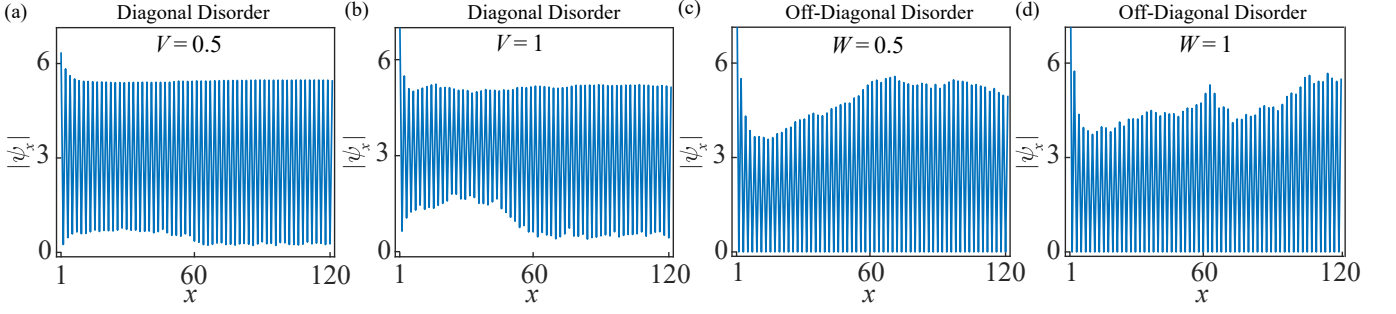 (a) Diagonal Disorder
V = 0.5
6
3
0
|ψx|
1 60 120
x
(b) Diagonal Disorder
V = 1
6
3
0
|ψx|
1 60 120
x
(c) Off-Diagonal Disorder
W = 0.5
6
3
0
|ψx|
1 60 120
x
(d) Off-Diagonal Disorder
W = 1
6
3
0
|ψx|
1 60 120
x